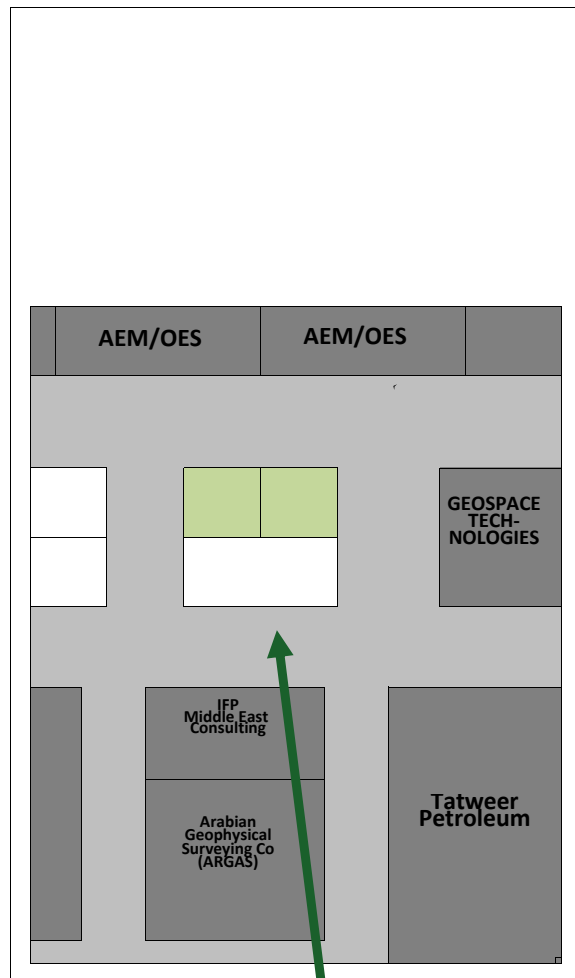 AEM/OES
AEM/OES
GEOSPACE
TECH-
NOLOGIES
IFP
Middle East
Consulting
Arabian
Geophysical
Surveying Co
(ARGAS)
Tatweer
Petroleum